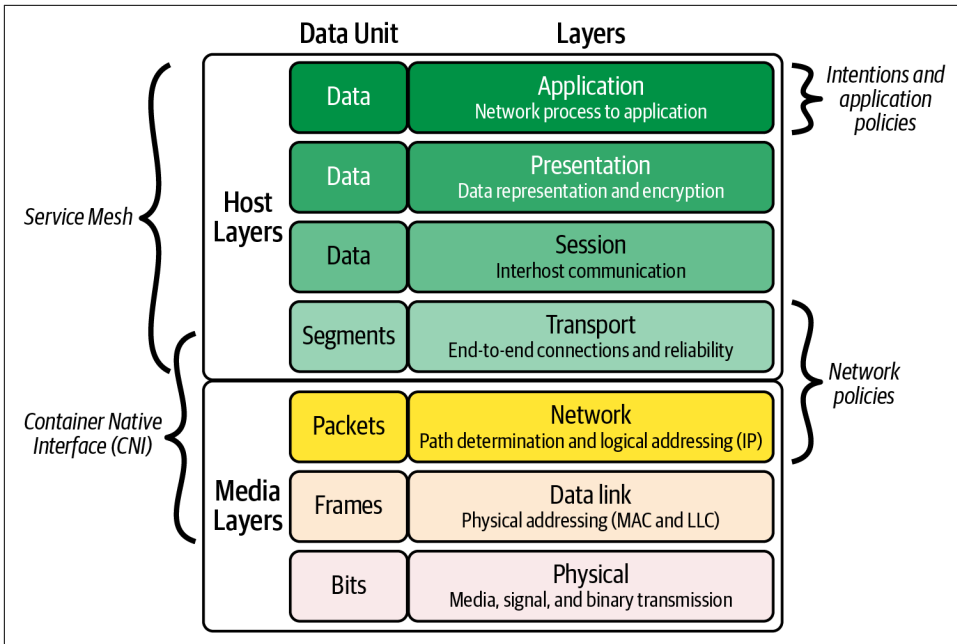 Data Unit
Layers
Data
Application
Network process to application
Intentions and
application
policies
Data
Presentation
Data representation and encryption
Service Mesh
Host
Layers
Data
Session
Interhost communication
Segments
Transport
End-to-end connections and reliability
Network
policies
Container Native
Interface (CNI)
Packets
Network
Path determination and logical addressing (IP)
Media
Layers
Frames
Data link
Physical addressing (MAC and LLC)
Bits
Physical
Media, signal, and binary transmission